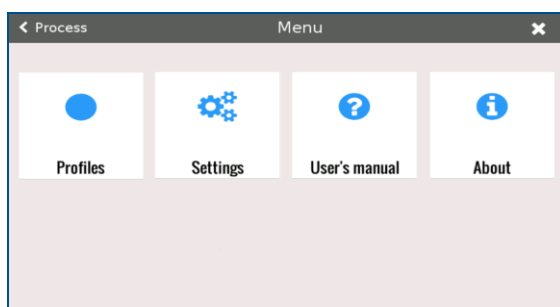 Process
Menu
Profiles
Settings
User's manual
About